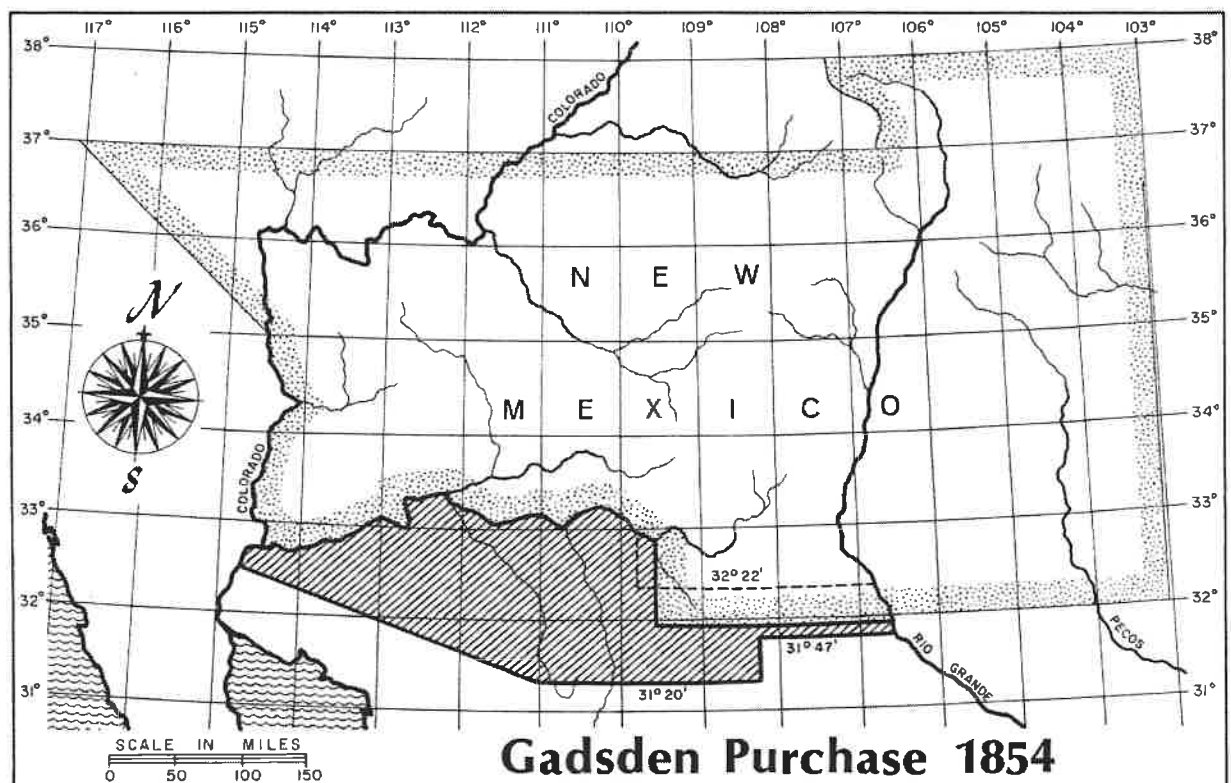 117° 116° 115° 114° 113° 112° 111° 110° 109° 108° 107° 106° 105° 104° 103°
38° 38°
COLORADO
37° 37°
36° 36°
N E W
N
35° 35°
34° M E X I C O 34°
S
COLORADO
33° 33°
32° 22'
32° 32°
31° 47'
RIO GRANDE
PECOS
31° 20'
31° 31°
SCALE IN MILES
0 50 100 150
Gadsden Purchase 1854